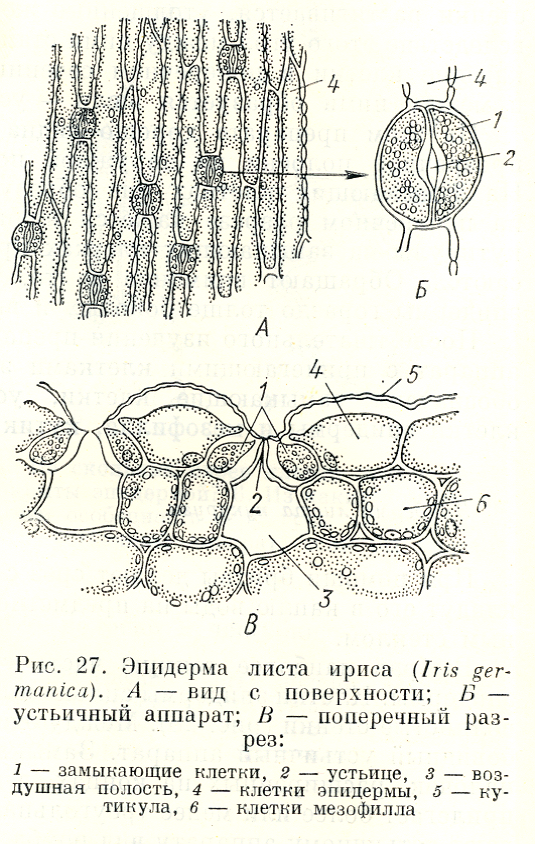 4
4
1
2
А
Б
1
4
5
2
6
3
В
Рис. 27. Эпидерма листа ириса (Iris ger-
manica). А — вид с поверхности; Б —
устьичный аппарат; В — поперечный раз-
рез:
1 — замыкающие клетки, 2 — устьице, 3 — воз-
душная полость, 4 — клетки эпидермы, 5 — ку-
тикула, 6 — клетки мезофилла